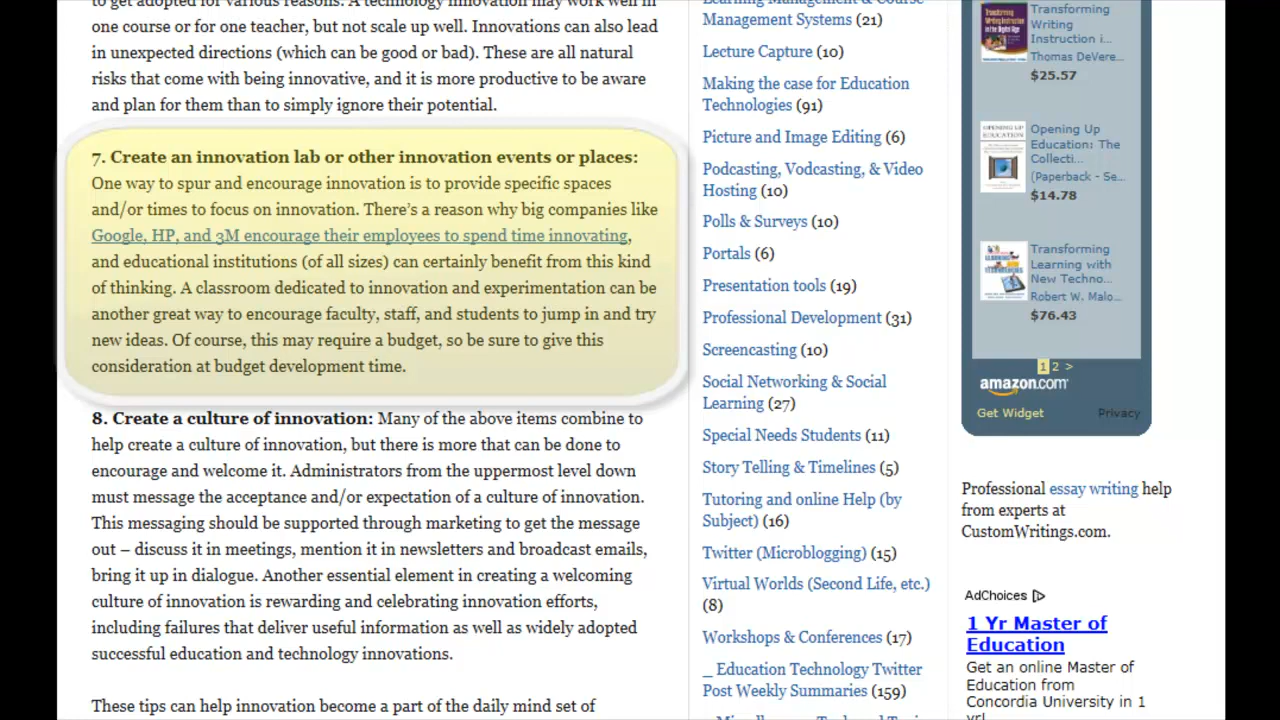 to get adopted for various reasons. A technology innovation may work well in
one course or for one teacher, but not scale up well. Innovations can also lead
in unexpected directions (which can be good or bad). These are all natural
risks that come with being innovative, and it is more productive to be aware
and plan for them than to simply ignore their potential.
7. Create an innovation lab or other innovation events or places:
One way to spur and encourage innovation is to provide specific spaces
and/or times to focus on innovation. There's a reason why big companies like
Google, HP, and 3M encourage their employees to spend time innovating,
and educational institutions (of all sizes) can certainly benefit from this kind
of thinking. A classroom dedicated to innovation and experimentation can be
another great way to encourage faculty, staff, and students to jump in and try
new ideas. Of course, this may require a budget, so be sure to give this
consideration at budget development time.
8. Create a culture of innovation: Many of the above items combine to
help create a culture of innovation, but there is more that can be done to
encourage and welcome it. Administrators from the uppermost level down
must message the acceptance and/or expectation of a culture of innovation.
This messaging should be supported through marketing to get the message
out – discuss it in meetings, mention it in newsletters and broadcast emails,
bring it up in dialogue. Another essential element in creating a welcoming
culture of innovation is rewarding and celebrating innovation efforts,
including failures that deliver useful information as well as widely adopted
successful education and technology innovations.
These tips can help innovation become a part of the daily mind set of
Learning Management & Course
Management Systems (21)
Lecture Capture (10)
Making the case for Education
Technologies (91)
Picture and Image Editing (6)
Podcasting, Vodcasting, & Video
Hosting (10)
Polls & Surveys (10)
Portals (6)
Presentation tools (19)
Professional Development (31)
Screencasting (10)
Social Networking & Social
Learning (27)
Special Needs Students (11)
Story Telling & Timelines (5)
Tutoring and online Help (by
Subject) (16)
Twitter (Microblogging) (15)
Virtual Worlds (Second Life, etc.)
(8)
Workshops & Conferences (17)
_ Education Technology Twitter
Post Weekly Summaries (159)
Transforming
Writing
Instruction i...
Thomas DeVere...
$25.57
OPENING UP
EDUCATION
Opening Up
Education: The
Collecti...
(Paperback - Se...
$14.78
Transforming
Learning with
New Techno...
Robert W. Malo...
$76.43
1 2 >
amazon.com
Get Widget
Privacy
Professional essay writing help
from experts at
CustomWritings.com.
AdChoices
1 Yr Master of
Education
Get an online Master of
Education from
Concordia University in 1
yr!